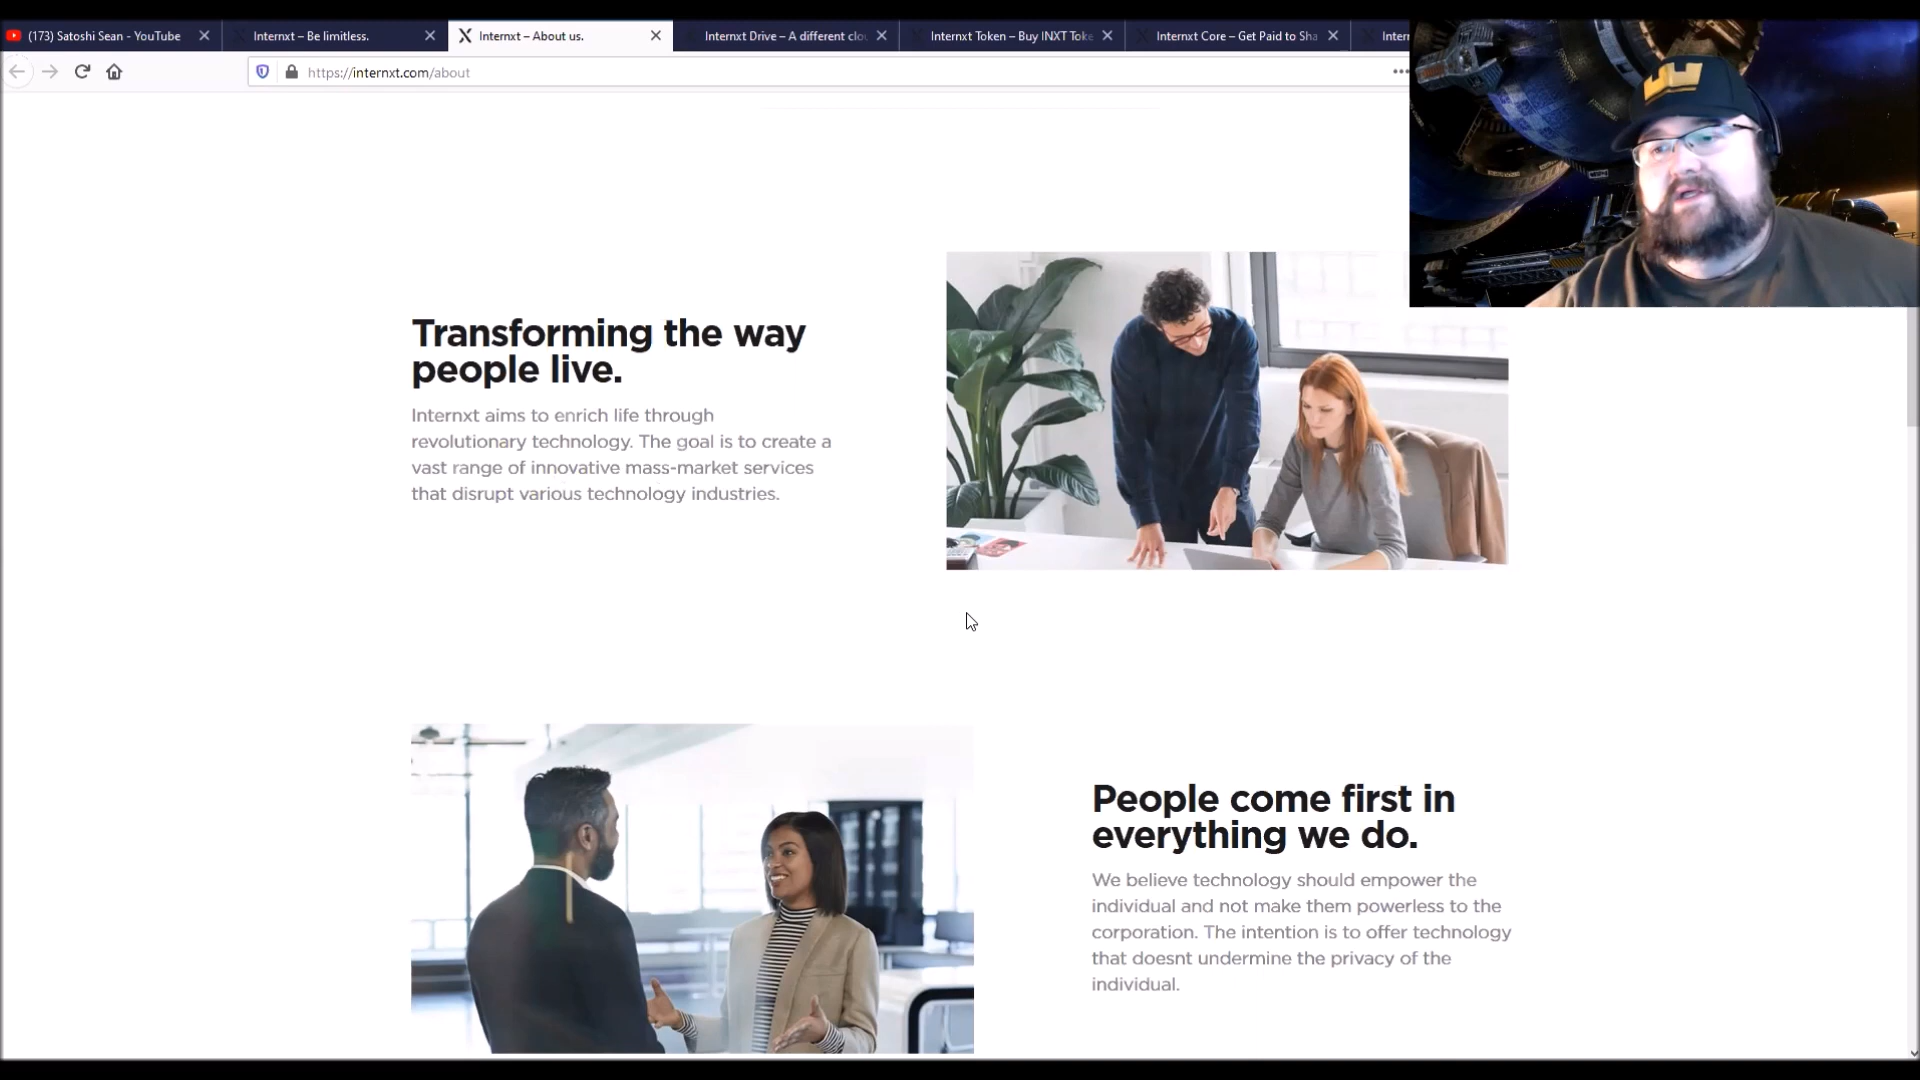 (173) Satoshi Sean - YouTube
Internxt – Be limitless.
Internxt – About us.
Internxt Drive – A different clo
Internxt Token – Buy INXT Toke
Internxt Core – Get Paid to Sha
Intern
https://internxt.com/about
Transforming the way
people live.
Internxt aims to enrich life through
revolutionary technology. The goal is to create a
vast range of innovative mass-market services
that disrupt various technology industries.
People come first in
everything we do.
We believe technology should empower the
individual and not make them powerless to the
corporation. The intention is to offer technology
that doesnt undermine the privacy of the
individual.